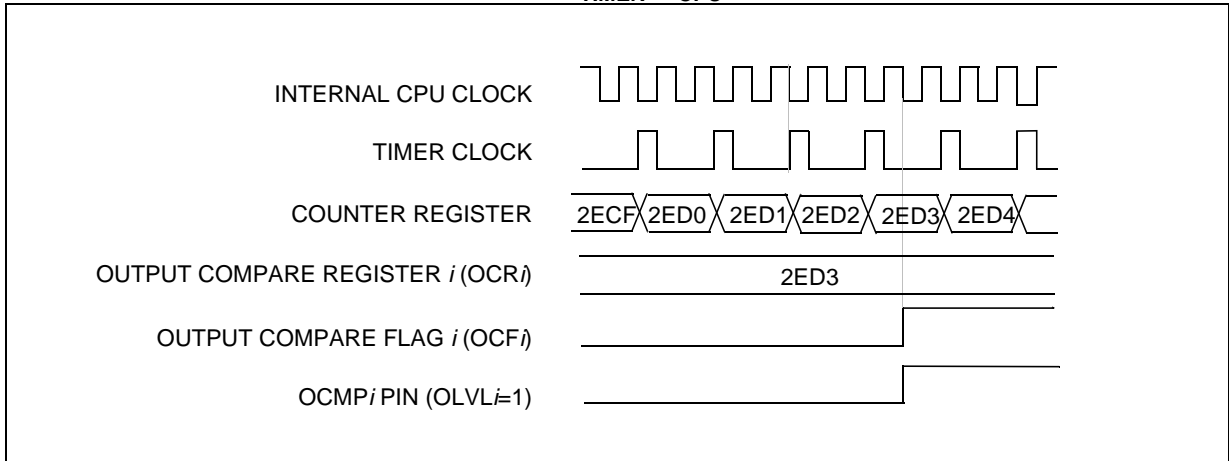 INTERNAL CPU CLOCK
TIMER CLOCK
COUNTER REGISTER 2ECF 2ED0 2ED1 2ED2 2ED3 2ED4
OUTPUT COMPARE REGISTER i (OCRi) 2ED3
OUTPUT COMPARE FLAG i (OCFi)
OCMPi PIN (OLVLi=1)